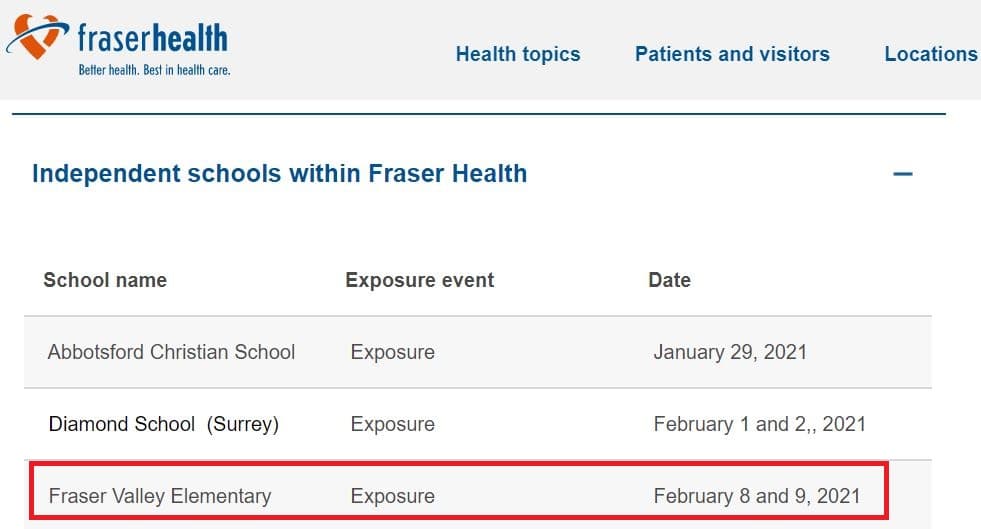 fraserhealth
Better health. Best in health care.
Health topics Patients and visitors Locations
Independent schools within Fraser Health
School name Exposure event Date
Abbotsford Christian School Exposure January 29, 2021
Diamond School (Surrey) Exposure February 1 and 2,, 2021
Fraser Valley Elementary Exposure February 8 and 9, 2021